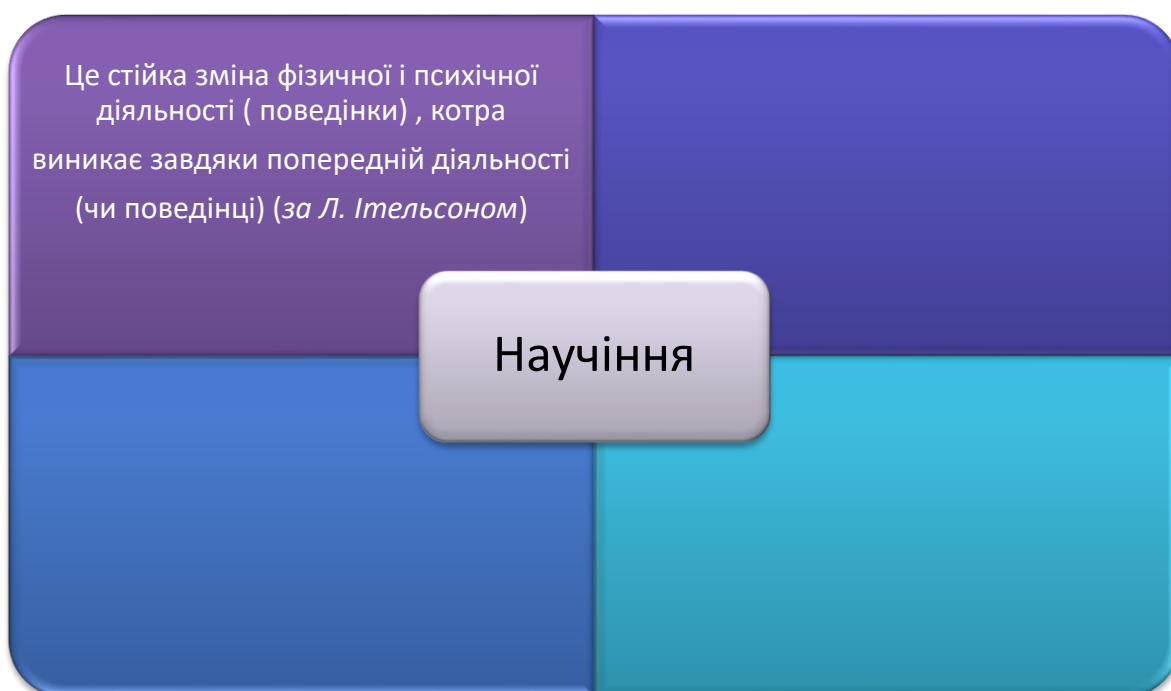 Це стійка зміна фізичної і психічної
діяльності ( поведінки) , котра
виникає завдяки попередній діяльності
(чи поведінці) (за Л. Ітельсоном)
Научіння